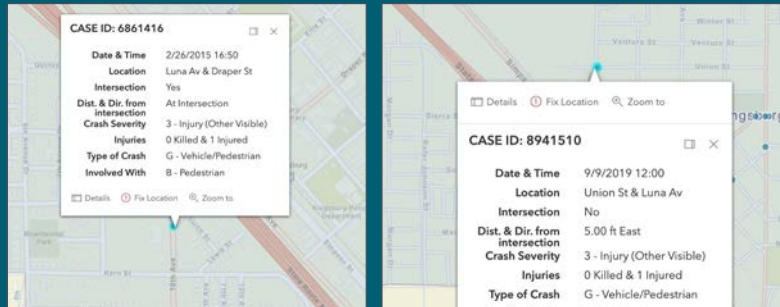 CASE ID: 6861416
Date & Time 2/26/2015 16:50
Location Luna Av & Draper St
Intersection Yes
Dist. & Dir. from intersection At Intersection
Crash Severity 3 - Injury (Other Visible)
Injuries 0 Killed & 1 Injured
Type of Crash G - Vehicle/Pedestrian
Involved With B - Pedestrian
Details Fix Location Zoom to
Kern St
10th Ave
Winter St
Ventura St Ventura St
Union St
Details Fix Location Zoom to
CASE ID: 8941510
Date & Time 9/9/2019 12:00
Location Union St & Luna Av
Intersection No
Dist. & Dir. from intersection 5.00 ft East
Crash Severity 3 - Injury (Other Visible)
Injuries 0 Killed & 1 Injured
Type of Crash G - Vehicle/Pedestrian